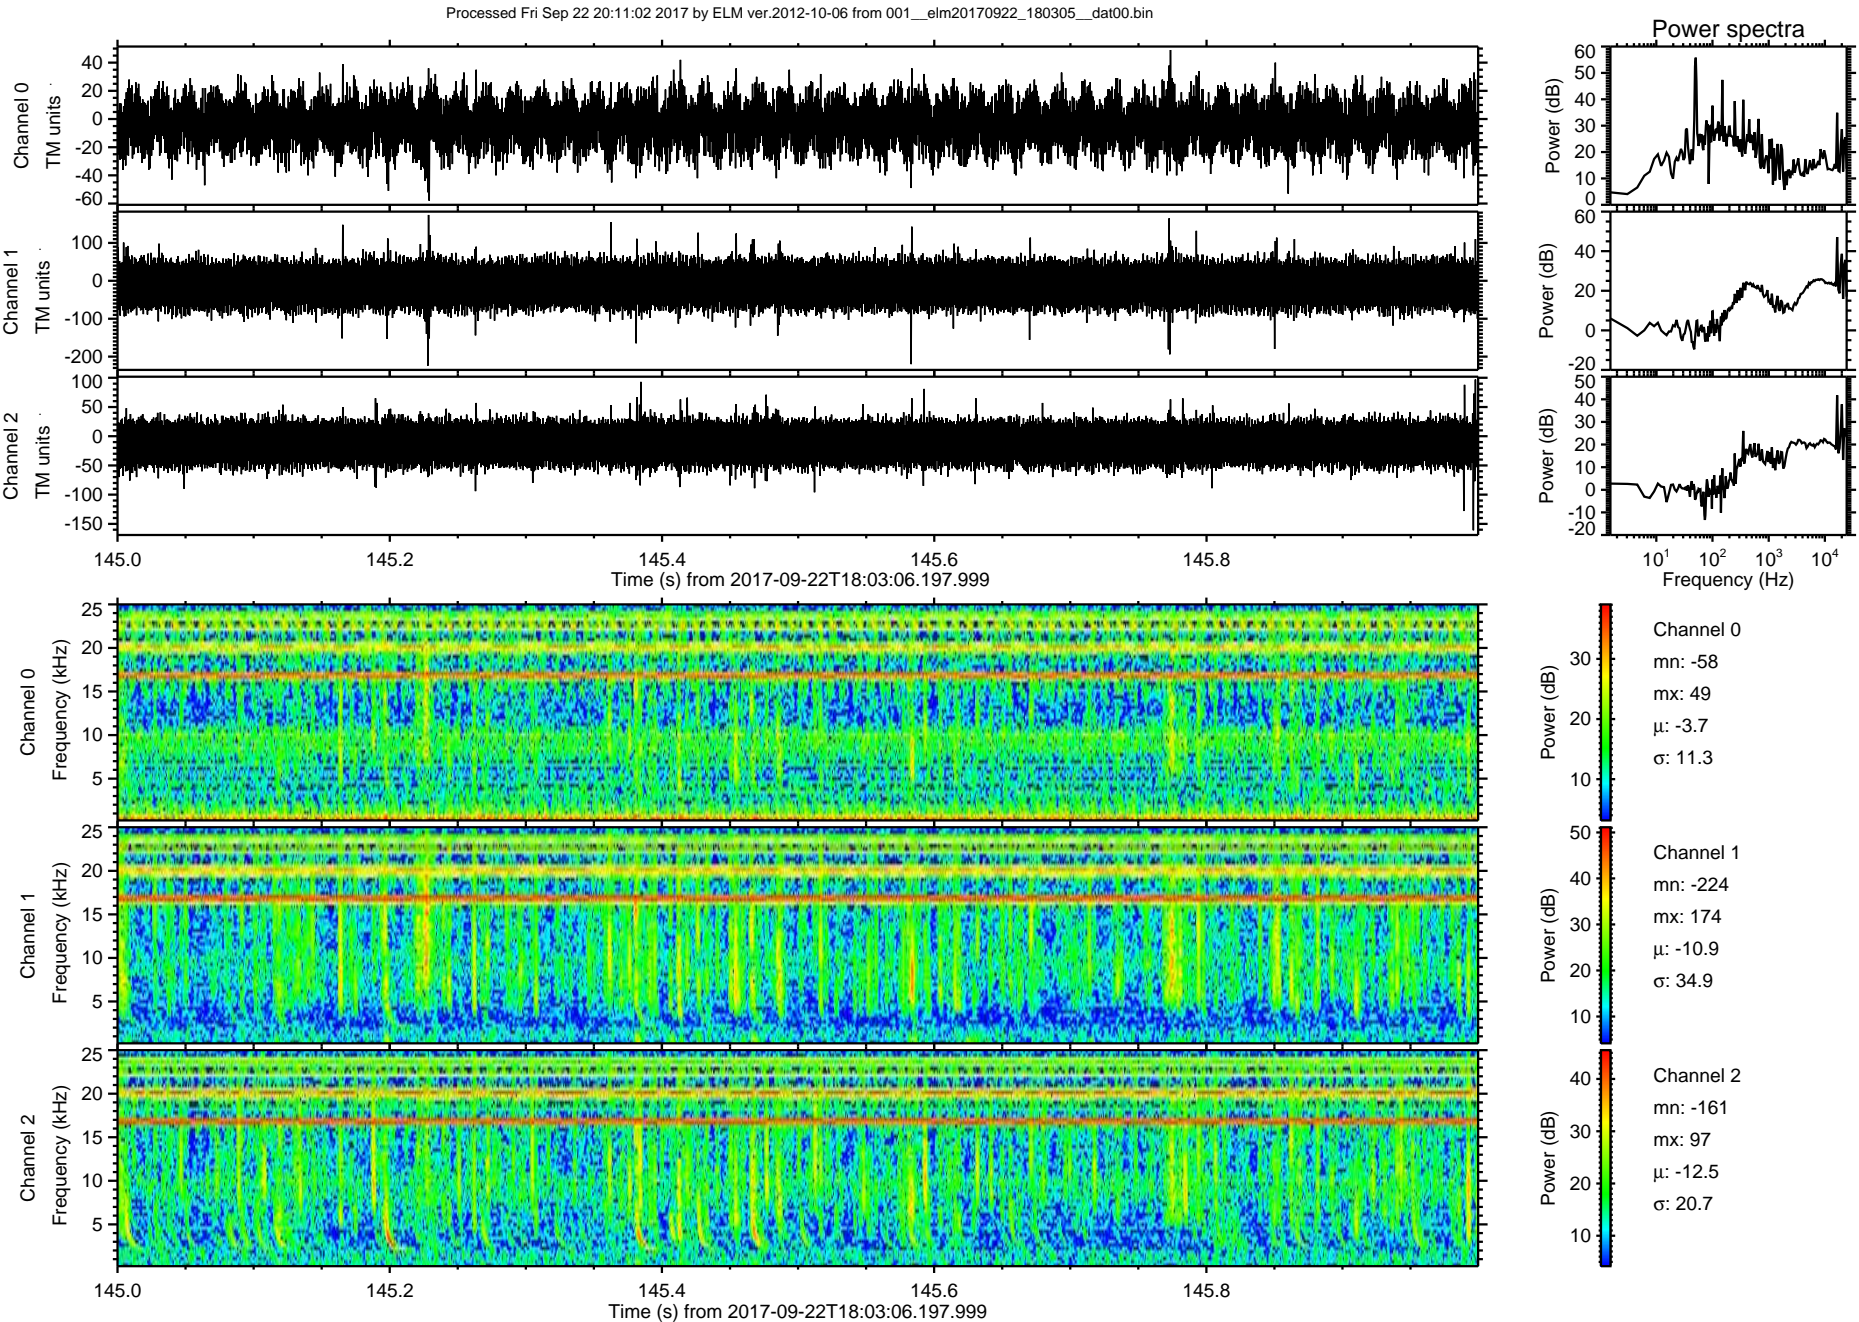 Processed Fri Sep 22 20:11:02 2017 by ELM ver.2012-10-06 from 001__elm20170922_180305__dat00.bin
Power spectra
Channel 0
TM units
40
20
0
-20
-40
-60
Power (dB)
60
50
40
30
20
10
0
Channel 1
TM units
100
0
-100
-200
Power (dB)
60
40
20
0
-20
Channel 2
TM units
100
50
0
-50
-100
-150
Power (dB)
50
40
30
20
10
0
-10
-20
145.0 145.2 145.4 145.6 145.8
Time (s) from 2017-09-22T18:03:06.197.999
10^1 10^2 10^3 10^4
Frequency (Hz)
Channel 0
Frequency (kHz)
25
20
15
10
5
Power (dB)
30
20
10
Channel 0
mn: -58
mx: 49
μ: -3.7
σ: 11.3
Channel 1
Frequency (kHz)
25
20
15
10
5
Power (dB)
50
40
30
20
10
Channel 1
mn: -224
mx: 174
μ: -10.9
σ: 34.9
Channel 2
Frequency (kHz)
25
20
15
10
5
Power (dB)
40
30
20
10
Channel 2
mn: -161
mx: 97
μ: -12.5
σ: 20.7
145.0 145.2 145.4 145.6 145.8
Time (s) from 2017-09-22T18:03:06.197.999